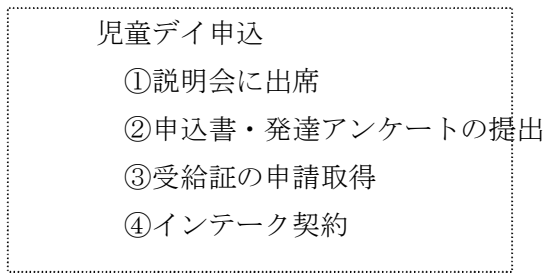 児童デイ申込
①説明会に出席
②申込書・発達アンケートの提出
③受給証の申請取得
④インテーク契約